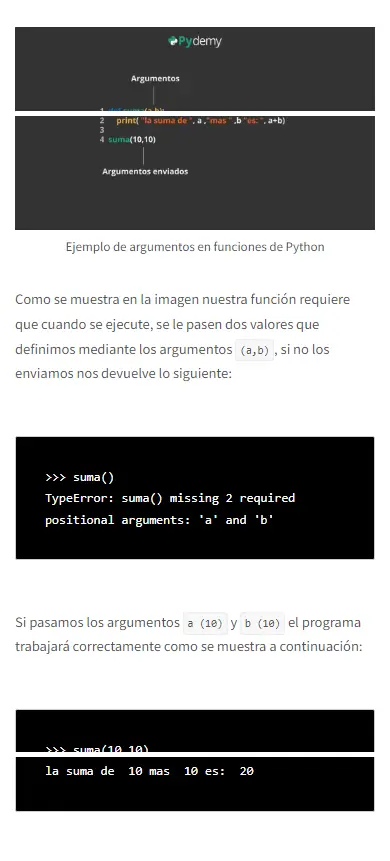 Pydemy
Argumentos
1 def suma(a,b):
2 print( "la suma de ", a ,"mas " ,b "es: ", a+b)
3
4 suma(10,10)
Argumentos enviados
Ejemplo de argumentos en funciones de Python
Como se muestra en la imagen nuestra función requiere
que cuando se ejecute, se le pasen dos valores que
definimos mediante los argumentos (a,b) , si no los
enviamos nos devuelve lo siguiente:
>>> suma()
TypeError: suma() missing 2 required
positional arguments: 'a' and 'b'
Si pasamos los argumentos a (10) y b (10) el programa
trabajará correctamente como se muestra a continuación:
>>> suma(10,10)
la suma de  10 mas  10 es:  20